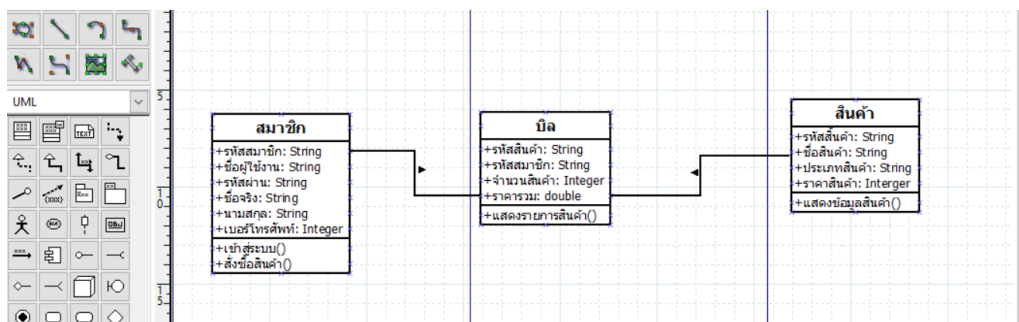 UML
5
1
0
1
5
TEXT
สมาชิก
+รหัสสมาชิก: String
+ชื่อผู้ใช้งาน: String
+รหัสผ่าน: String
+ชื่อจริง: String
+นามสกุล: String
+เบอร์โทรศัพท์: Integer
+เข้าสู่ระบบ()
+สั่งซื้อสินค้า()
บิล
+รหัสสินค้า: String
+รหัสสมาชิก: String
+จำนวนสินค้า: Integer
+ราคารวม: double
+แสดงรายการสินค้า()
สินค้า
+รหัสสินค้า: String
+ชื่อสินค้า: String
+ประเภทสินค้า: String
+ราคาสินค้า: Interger
+แสดงข้อมูลสินค้า()